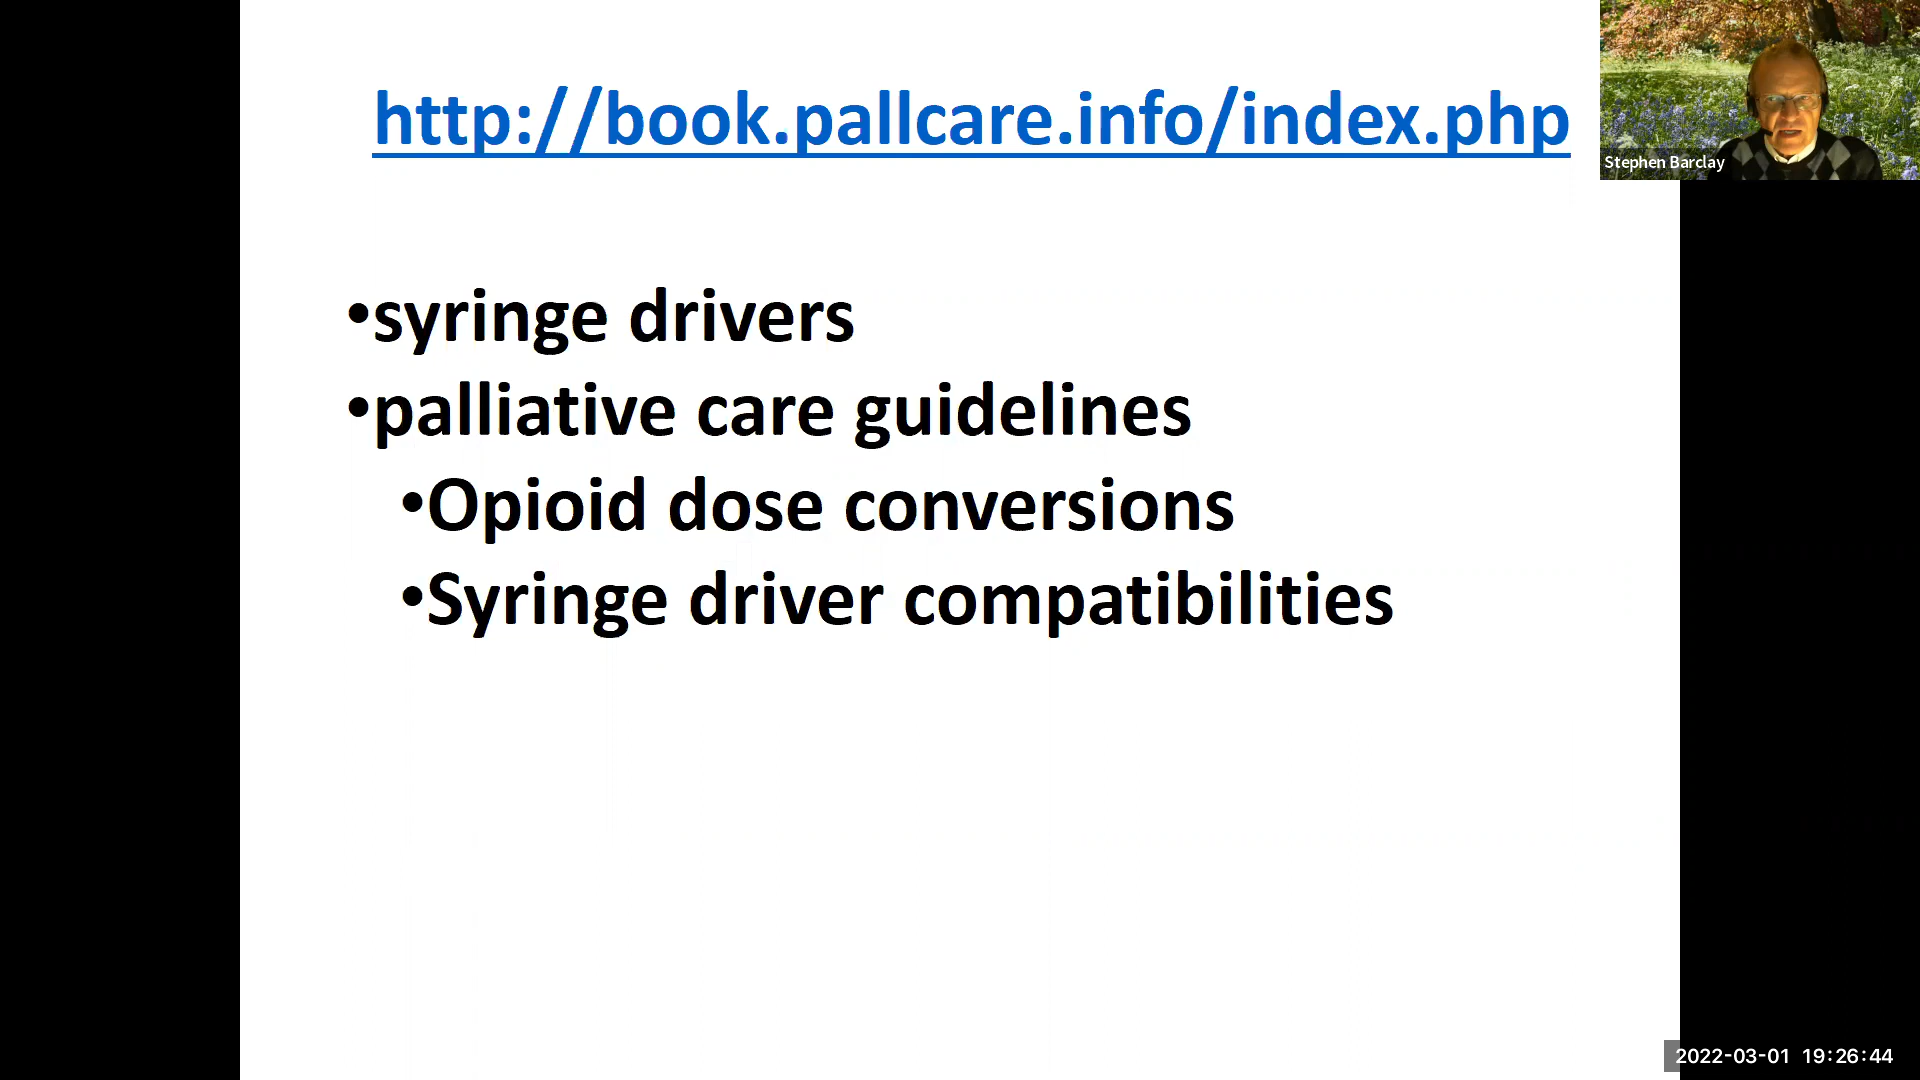 http://book.pallcare.info/index.php
Stephen Barclay
•syringe drivers
•palliative care guidelines
•Opioid dose conversions
•Syringe driver compatibilities
2022-03-01 19:26:44